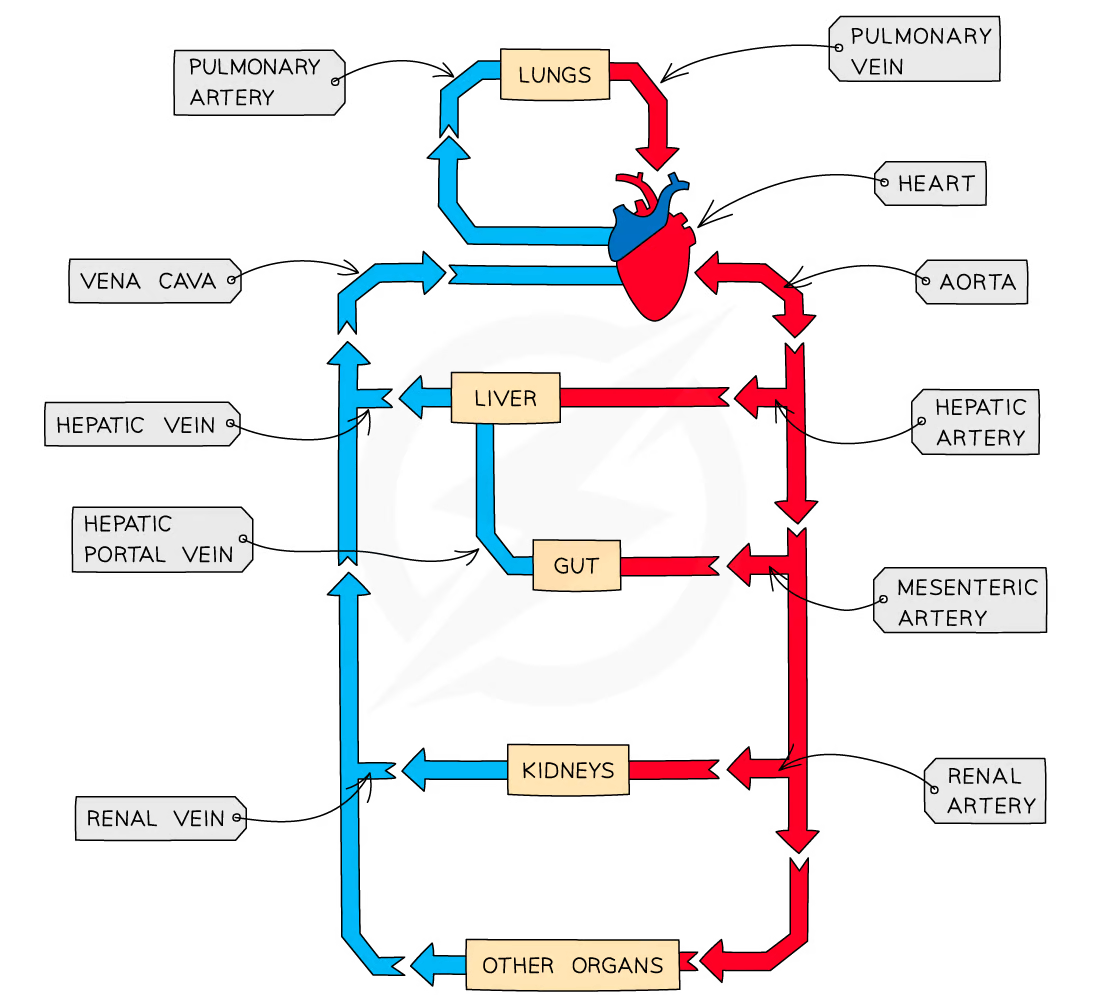 PULMONARY
ARTERY
LUNGS
PULMONARY
VEIN
HEART
VENA CAVA
AORTA
LIVER
HEPATIC VEIN
HEPATIC
ARTERY
HEPATIC
PORTAL VEIN
GUT
MESENTERIC
ARTERY
KIDNEYS
RENAL VEIN
RENAL
ARTERY
OTHER ORGANS